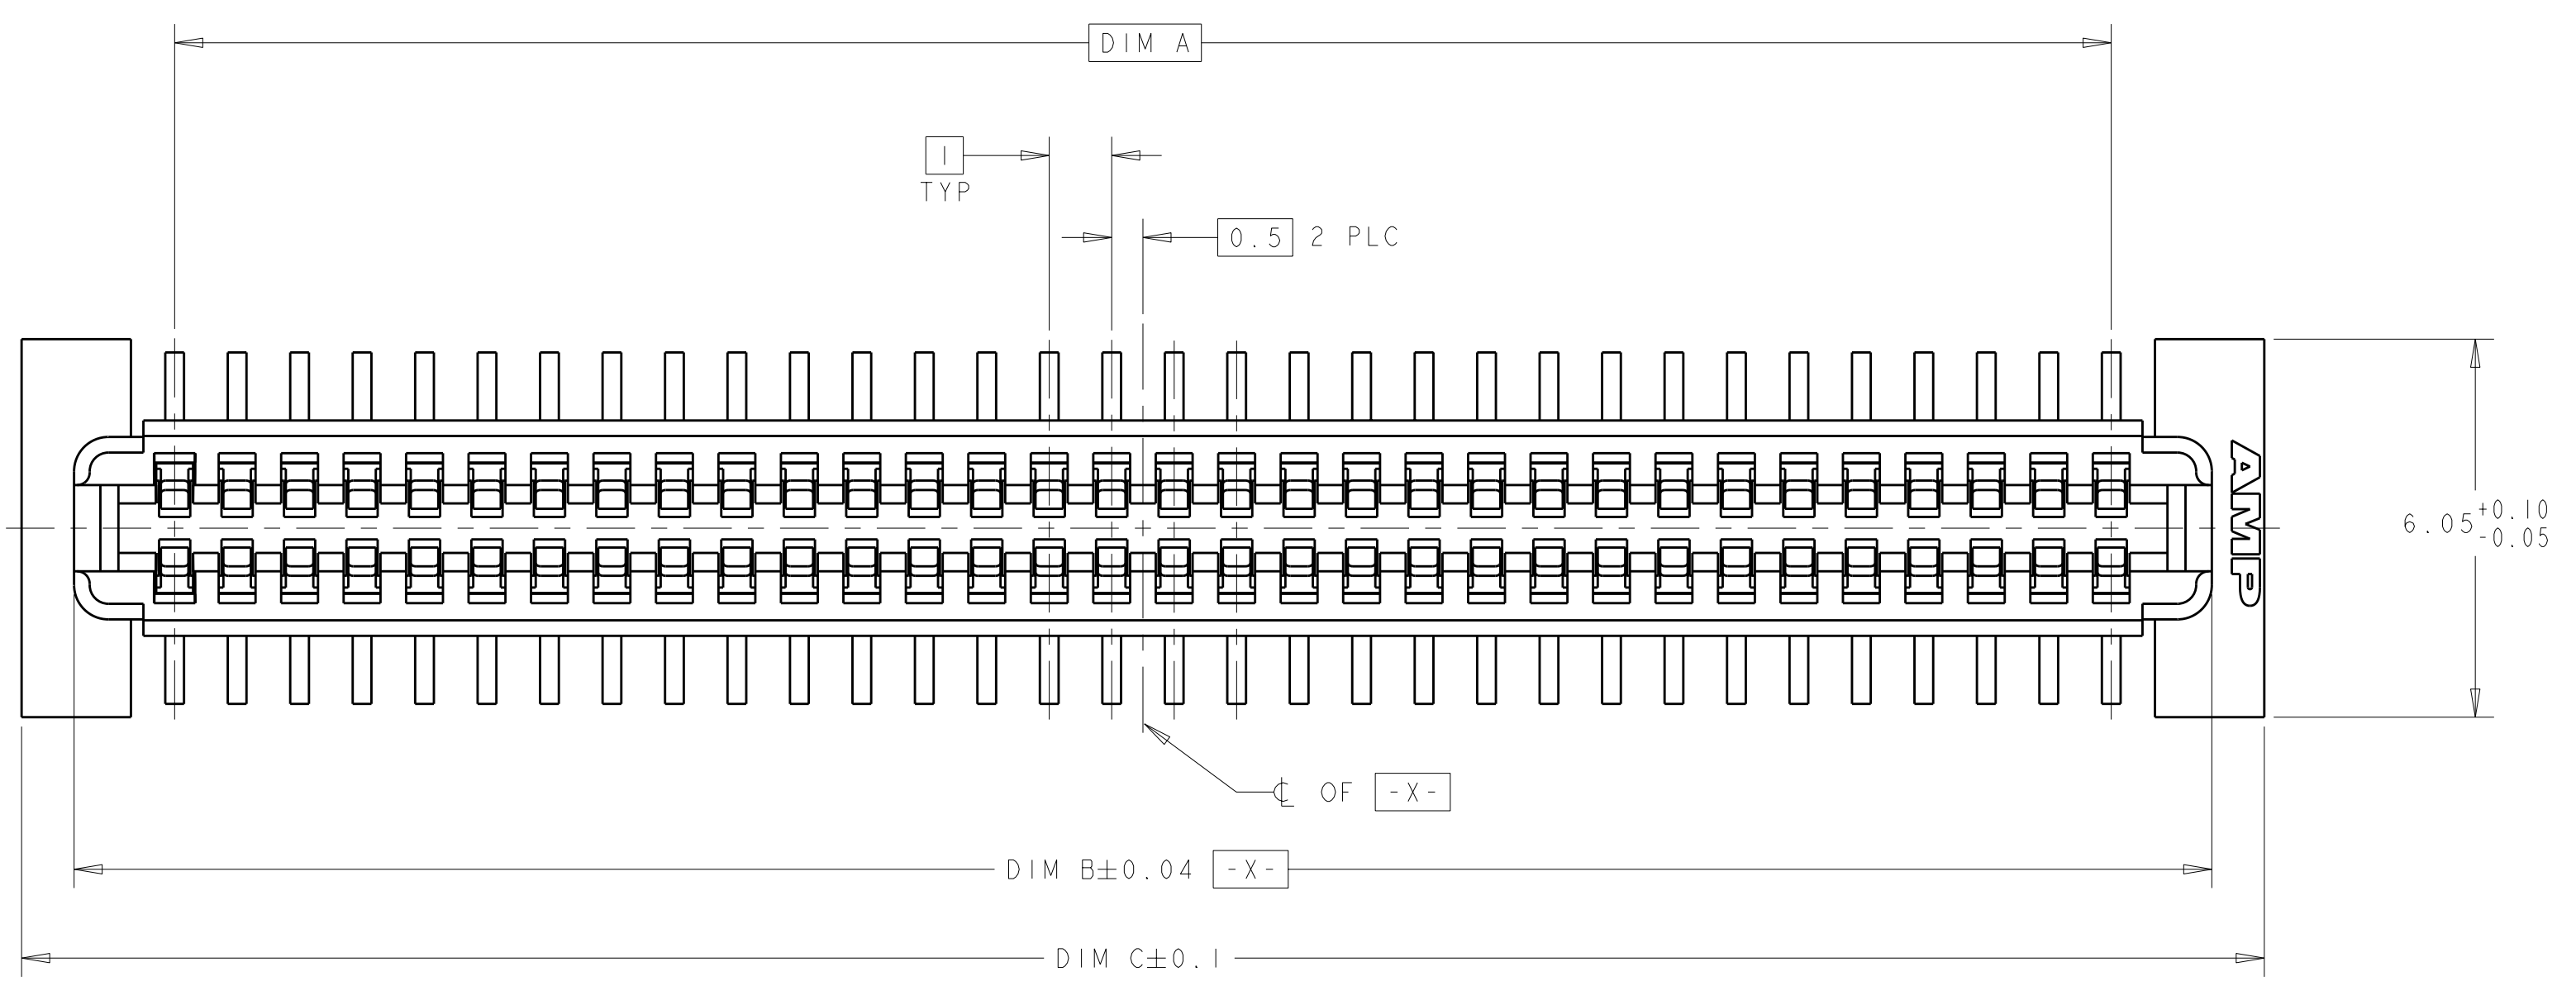 DIM A
1
TYP
0.5 2 PLC
AMP
6.05 +0.10
-0.05
℄ OF -X-
DIM B±0.04 -X-
DIM C±0.1